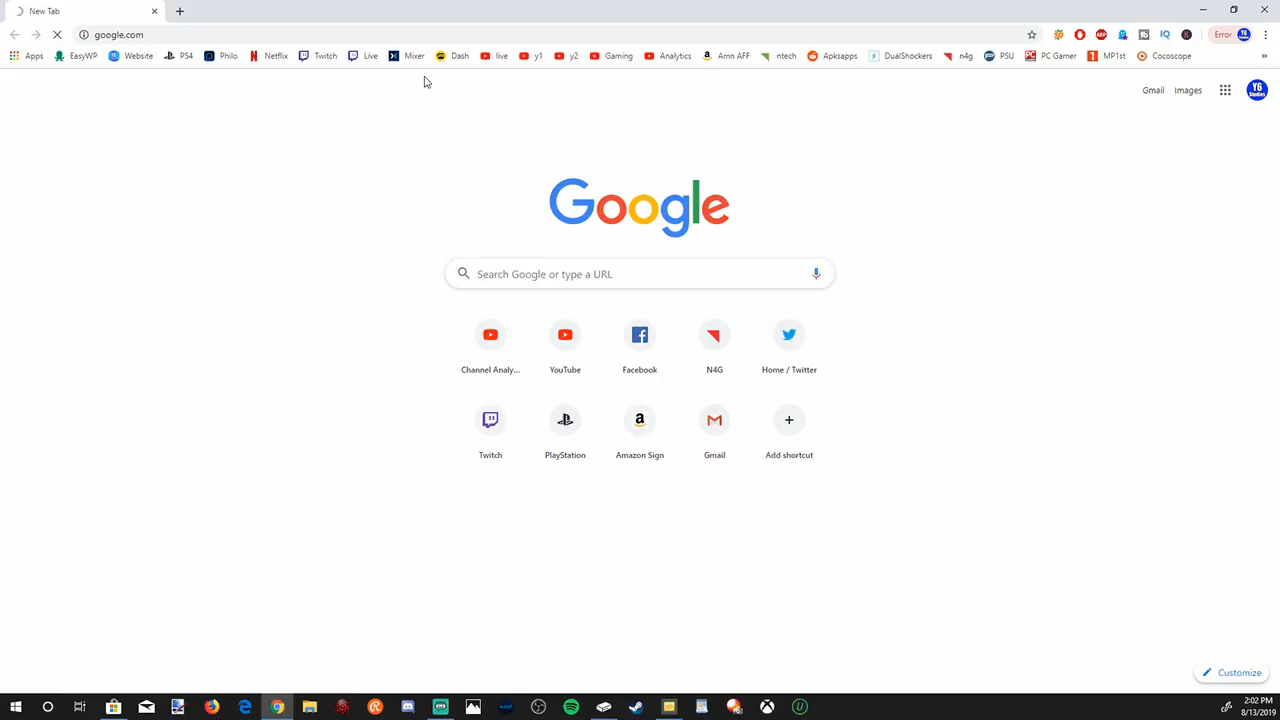 New Tab
google.com
Error
Apps EasyWP Website PS4 Philo Netflix Twitch Live Mixer Dash live y1 y2 Gaming Analytics Amn AFF ntech Apksapps DualShockers n4g PSU PC Gamer MP1st Cocoscope »
Gmail Images Y6 Studios
Google
Search Google or type a URL
Channel Analy... YouTube Facebook N4G Home / Twitter
Twitch PlayStation Amazon Sign Gmail Add shortcut
Customize
2:02 PM
8/13/2019